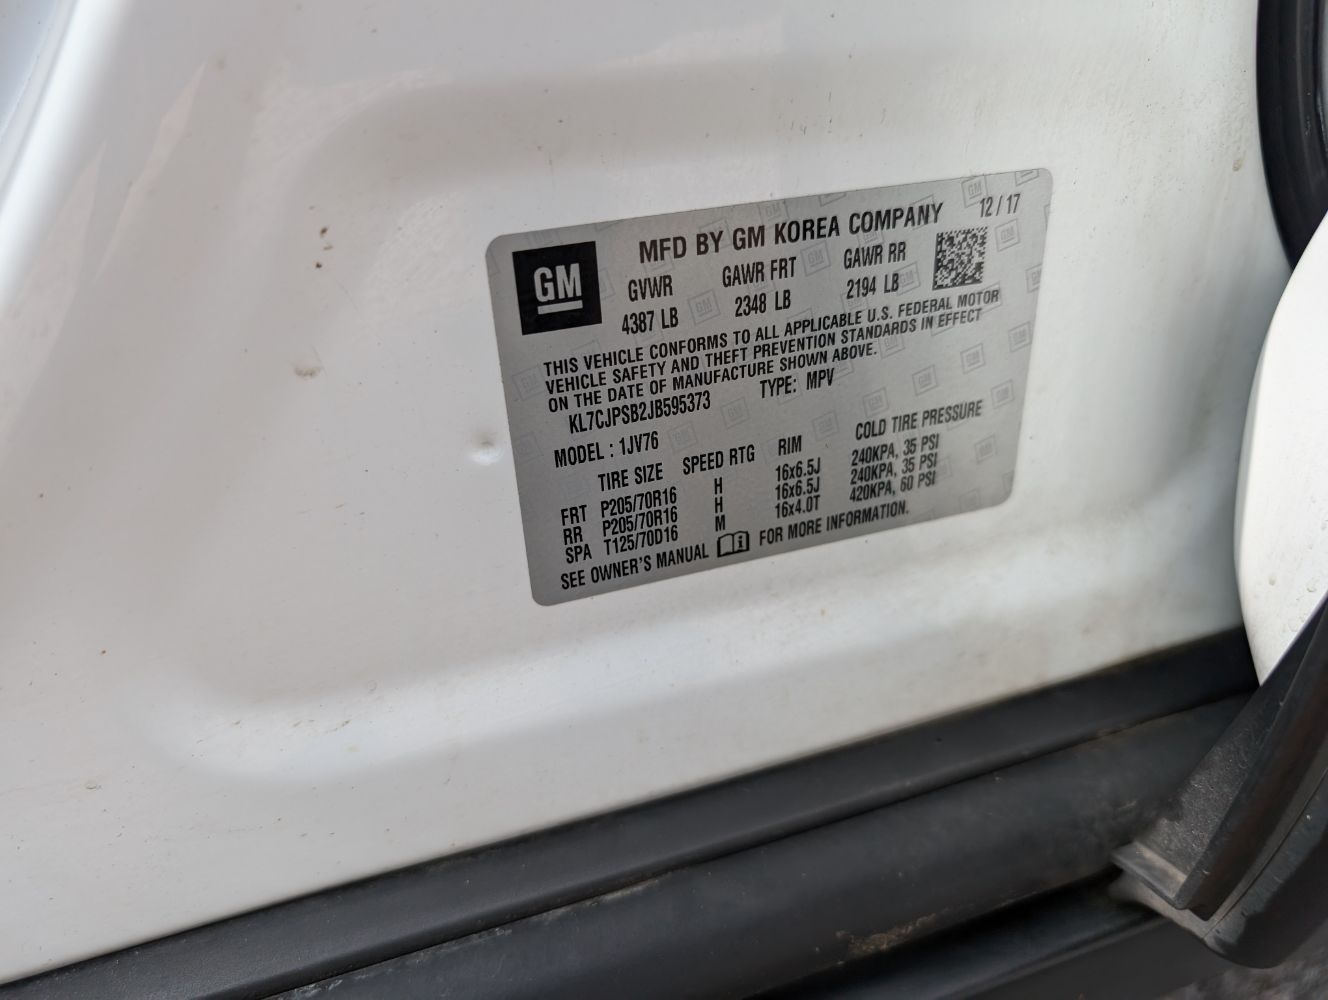 MFD BY GM KOREA COMPANY 12 / 17
GM
GVWR GAWR FRT GAWR RR
4387 LB 2348 LB 2194 LB
THIS VEHICLE CONFORMS TO ALL APPLICABLE U.S. FEDERAL MOTOR
VEHICLE SAFETY AND THEFT PREVENTION STANDARDS IN EFFECT
ON THE DATE OF MANUFACTURE SHOWN ABOVE.
KL7CJPSB2JB595373 TYPE: MPV
MODEL : 1JV76
TIRE SIZE SPEED RTG RIM COLD TIRE PRESSURE
FRT P205/70R16 H 16x6.5J 240KPA, 35 PSI
RR P205/70R16 H 16x6.5J 240KPA, 35 PSI
SPA T125/70D16 M 16x4.0T 420KPA, 60 PSI
SEE OWNER'S MANUAL FOR MORE INFORMATION.